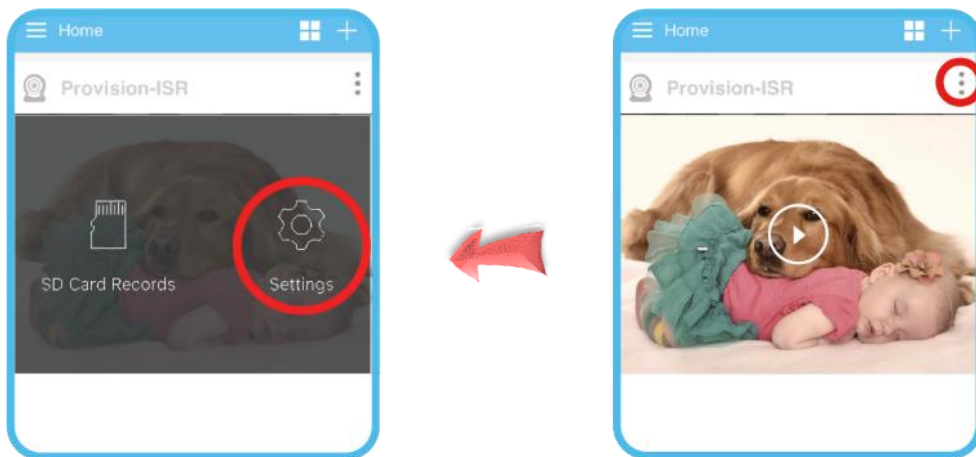 Home
Provision-ISR
SD Card Records
Settings
Home
Provision-ISR